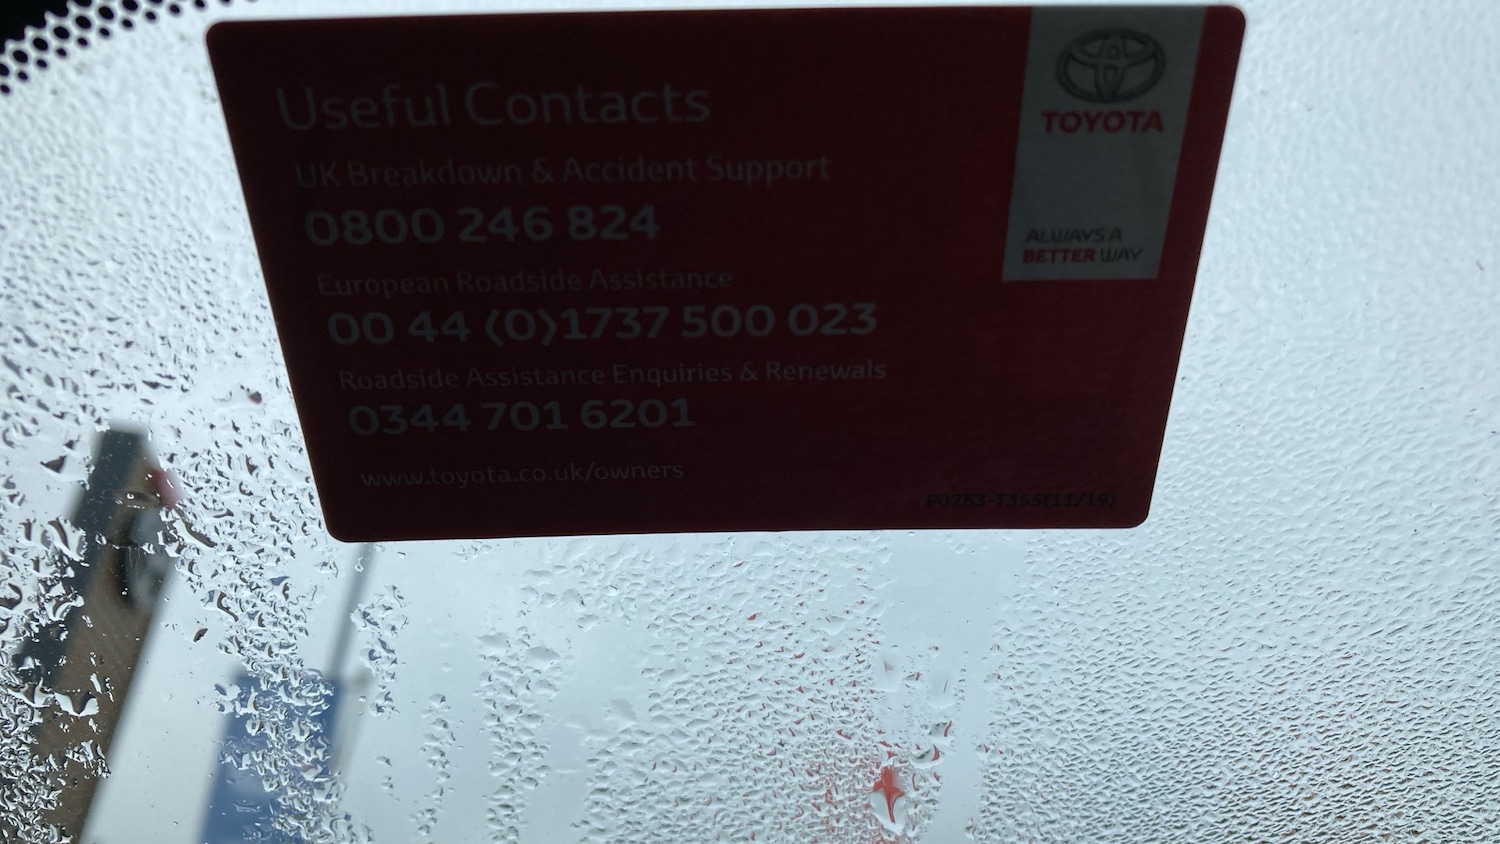 Useful Contacts
UK Breakdown & Accident Support
0800 246 824
European Roadside Assistance
00 44 (0)1737 500 023
Roadside Assistance Enquiries & Renewals
0344 701 6201
www.toyota.co.uk/owners
TOYOTA
ALWAYS A
BETTER WAY
P0263-T355(11/19)